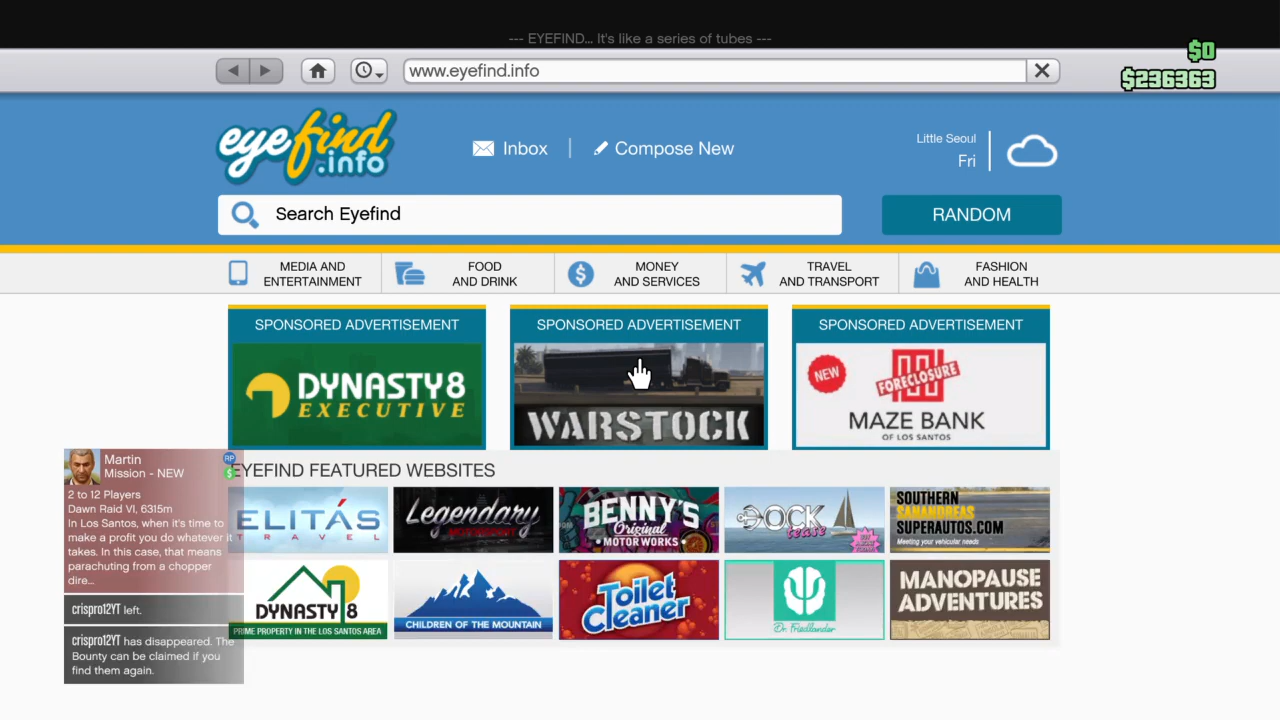 --- EYEFIND... It's like a series of tubes ---
$0
www.eyefind.info
$236363
eyefind
.info
Inbox
Compose New
Little Seoul
Fri
Search Eyefind
RANDOM
MEDIA AND
ENTERTAINMENT
FOOD
AND DRINK
MONEY
AND SERVICES
TRAVEL
AND TRANSPORT
FASHION
AND HEALTH
SPONSORED ADVERTISEMENT
DYNASTY8
EXECUTIVE
SPONSORED ADVERTISEMENT
WARSTOCK
SPONSORED ADVERTISEMENT
NEW
FORECLOSURE
MAZE BANK
OF LOS SANTOS
EYEFIND FEATURED WEBSITES
ELITÁS
TRAVEL
Legendary
MOTORSPORT
BENNY'S
Original
MOTOR WORKS
DOCK
tease
SOUTHERN
SANANDREAS
SUPERAUTOS.COM
Meeting your vehicular needs
DYNASTY 8
PRIME PROPERTY IN THE LOS SANTOS AREA
CHILDREN OF THE MOUNTAIN
Toilet
Cleaner
Dr. Friedlander
MANOPAUSE
ADVENTURES
Martin
Mission - NEW
RP
$
2 to 12 Players
Dawn Raid VI, 6315m
In Los Santos, when it's time to
make a profit you do whatever it
takes. In this case, that means
parachuting from a chopper
dire...
crispro12YT left.
crispro12YT has disappeared. The
Bounty can be claimed if you
find them again.